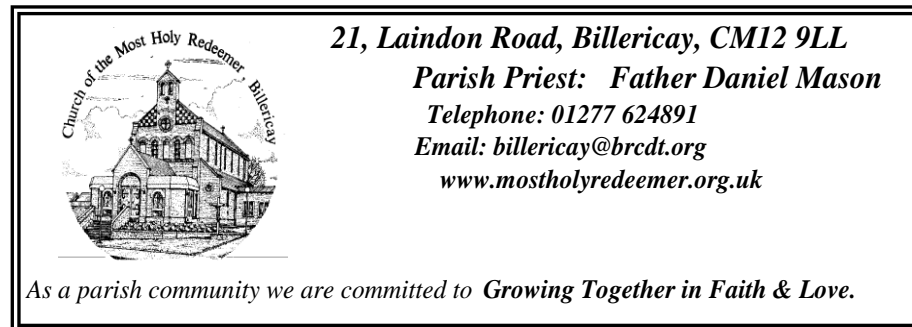 Church of the Most Holy Redeemer, Billericay
21, Laindon Road, Billericay, CM12 9LL
Parish Priest: Father Daniel Mason
Telephone: 01277 624891
Email: billericay@brcdt.org
www.mostholyredeemer.org.uk
As a parish community we are committed to Growing Together in Faith & Love.